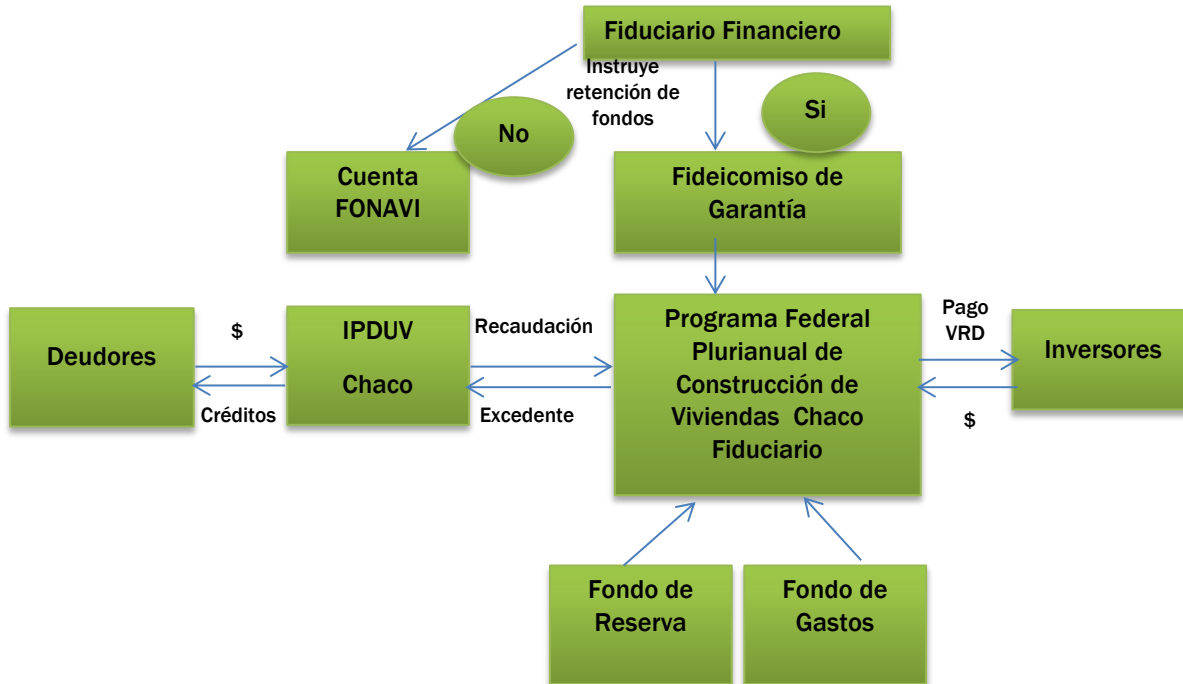 Fiduciario Financiero
Instruye
retención de
fondos
No
Si
Cuenta
FONAVI
Fideicomiso de
Garantía
Deudores
$
Créditos
IPDUV
Chaco
Recaudación
Excedente
Programa Federal
Plurianual de
Construcción de
Viviendas Chaco
Fiduciario
Pago
VRD
$
Inversores
Fondo de
Reserva
Fondo de
Gastos